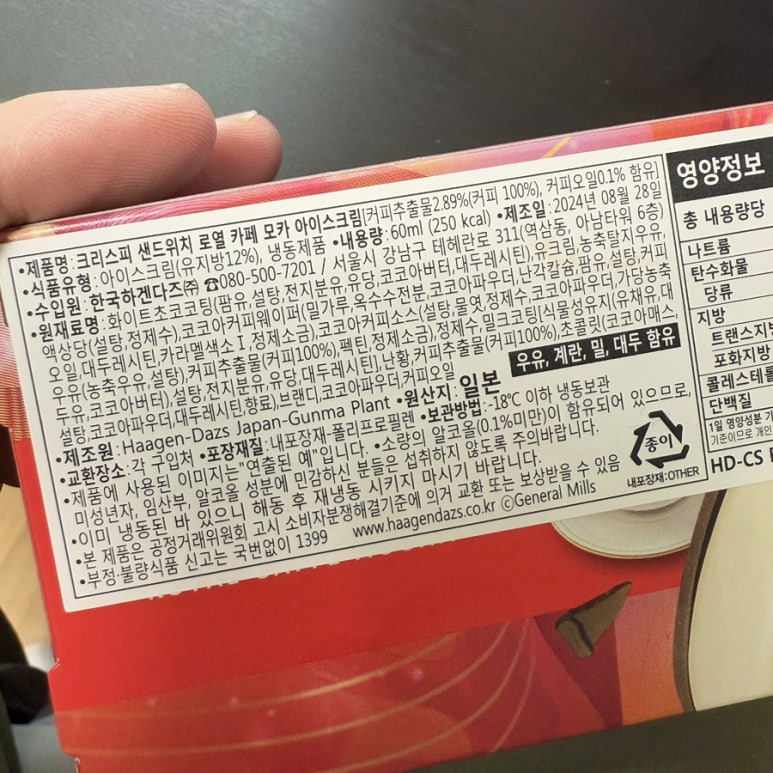 •제품명: 크리스피 샌드위치 로열 카페 모카 아이스크림[커피추출물2.89%(커피 100%), 커피오일0.1% 함유]
•식품유형: 아이스크림(유지방12%), 냉동제품 •내용량: 60ml (250 kcal) •제조일: 2024년 08월 28일
•수입원: 한국하겐다즈㈜ ☎080-500-7201 / 서울시 강남구 테헤란로 311(역삼동, 아남타워 6층)
•원재료명: 화이트초코코팅(팜유,설탕,전지분유,유당,코코아버터,대두레시틴),유크림,농축탈지우유,
액상당(설탕,정제수),코코아커피웨이퍼(밀가루,옥수수전분,코코아파우더,난각칼슘,팜유,설탕,커피
오일,대두레시틴,카라멜색소Ⅰ,정제소금),코코아커피소스(설탕,물엿,정제수,코코아파우더,가당농축
우유(농축우유,설탕),커피추출물(커피100%),펙틴,정제소금),정제수,밀크코팅[식물성유지(유채유,대
두유,코코아버터),설탕,전지분유,유당,대두레시틴],난황,커피추출물(커피100%),초콜릿(코코아매스,
설탕,코코아파우더,대두레시틴,향료),브랜디,코코아파우더,커피오일
우유, 계란, 밀, 대두 함유
•제조원: Haagen-Dazs Japan-Gunma Plant •원산지: 일본
•교환장소: 각 구입처 •포장재질: 내포장재-폴리프로필렌 •보관방법: -18℃ 이하 냉동보관
•제품에 사용된 이미지는"연출된 예"입니다. •소량의 알코올(0.1%미만)이 함유되어 있으므로,
미성년자, 임산부, 알코올 성분에 민감하신 분들은 섭취하지 않도록 주의바랍니다.
•이미 냉동된 바 있으니 해동 후 재냉동 시키지 마시기 바랍니다.
•본 제품은 공정거래위원회 고시 소비자분쟁해결기준에 의거 교환 또는 보상받을 수 있음
•부정·불량식품 신고는 국번없이 1399 www.haagendazs.co.kr ⓒGeneral Mills
종이
내포장재:OTHER
영양정보
총 내용량당
나트륨
탄수화물
당류
지방
트랜스지방
포화지방
콜레스테롤
단백질
1일 영양성분
기준이므로 개인
HD-CS